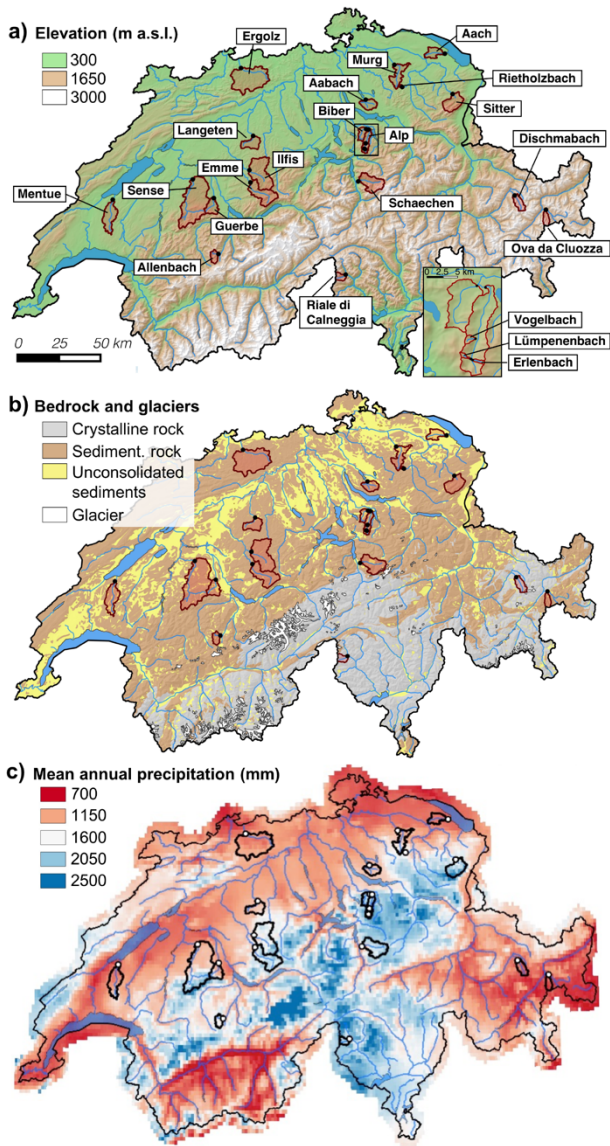 a) Elevation (m a.s.l.)
300
1650
3000
Ergolz
Aach
Murg
Rietholzbach
Aabach
Sitter
Biber
Alp
Langeten
Dischmabach
Ilfis
Emme
Mentue
Sense
Schaechen
Guerbe
Ova da Cluozza
Allenbach
Riale di
Calneggia
0 2.5 5 km
Vogelbach
Lümpenenbach
Erlenbach
0 25 50 km
b) Bedrock and glaciers
Crystalline rock
Sediment. rock
Unconsolidated
sediments
Glacier
c) Mean annual precipitation (mm)
700
1150
1600
2050
2500